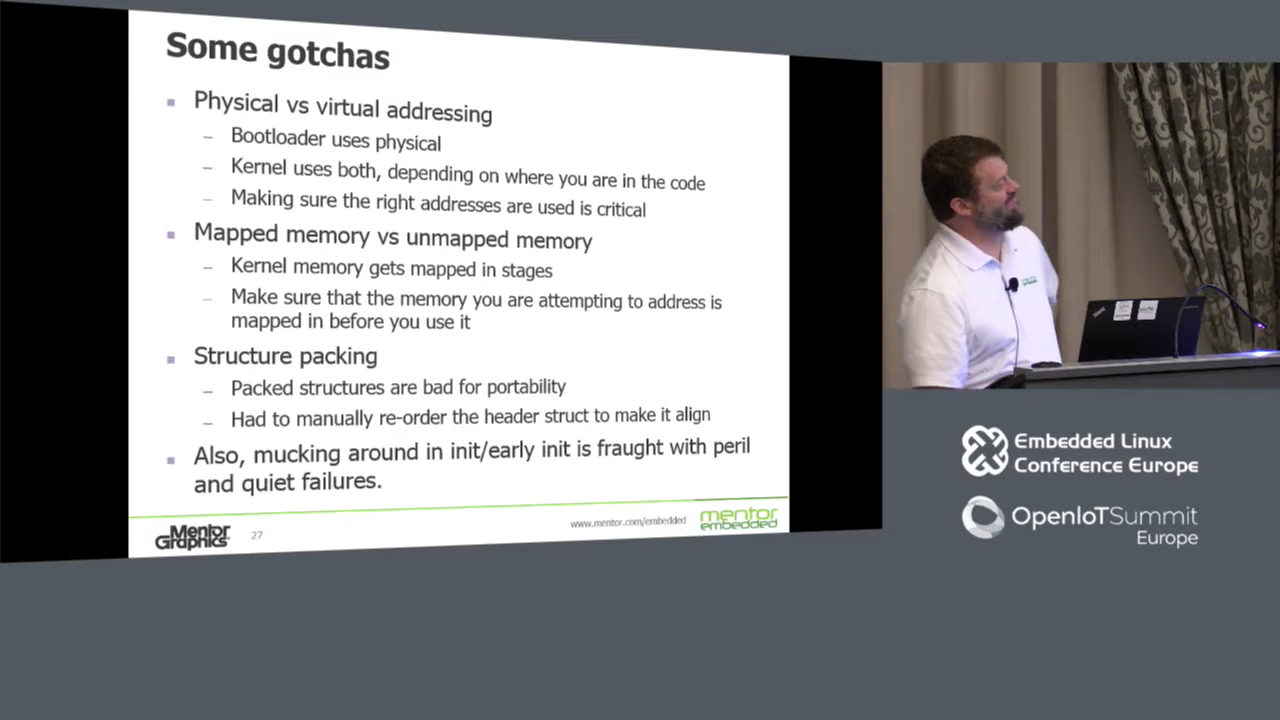 Some gotchas
Physical vs virtual addressing
Bootloader uses physical
Kernel uses both, depending on where you are in the code
Making sure the right addresses are used is critical
Mapped memory vs unmapped memory
Kernel memory gets mapped in stages
Make sure that the memory you are attempting to address is
mapped in before you use it
Structure packing
Packed structures are bad for portability
Had to manually re-order the header struct to make it align
Also, mucking around in init/early init is fraught with peril
and quiet failures.
Mentor
Graphics
27
www.mentor.com/embedded
mentor
embedded
Embedded Linux
Conference Europe
OpenIoTSummit
Europe